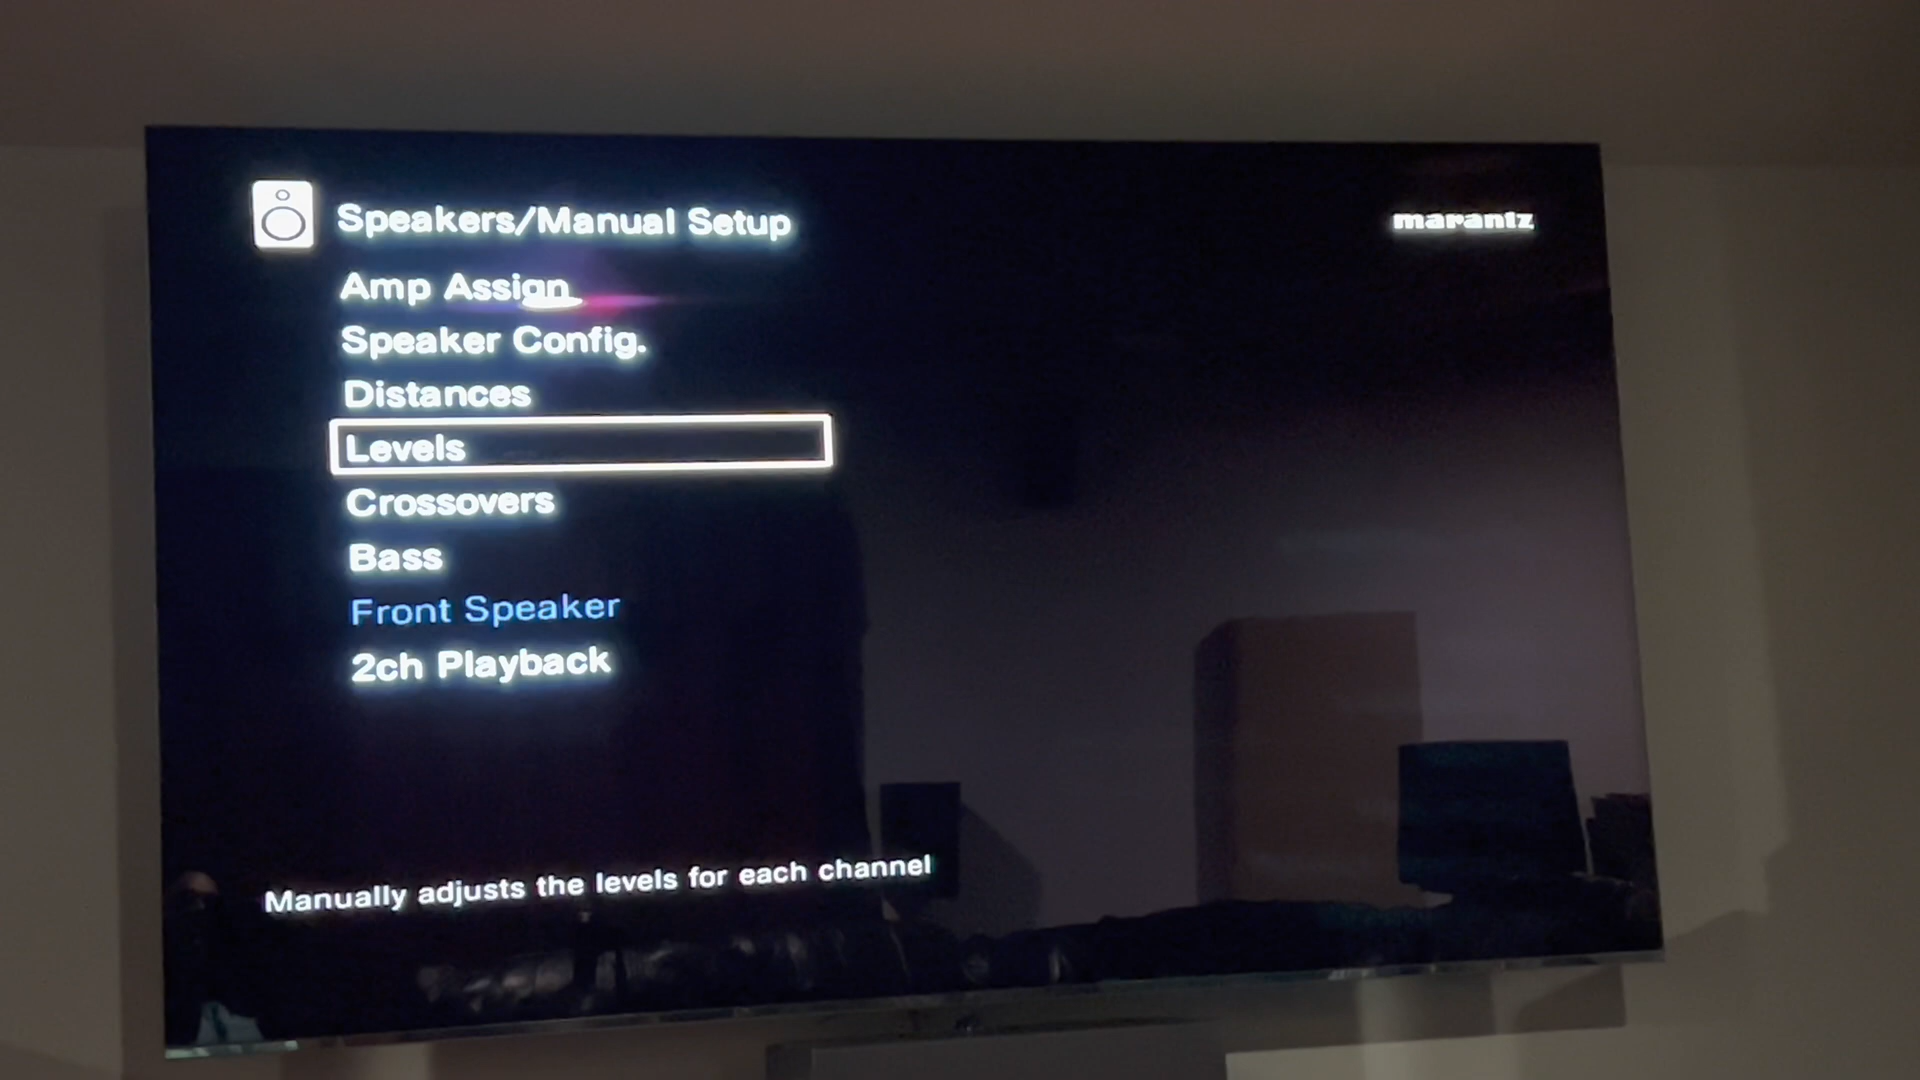 Speakers/Manual Setup
marantz
Amp Assign
Speaker Config.
Distances
Levels
Crossovers
Bass
Front Speaker
2ch Playback
Manually adjusts the levels for each channel